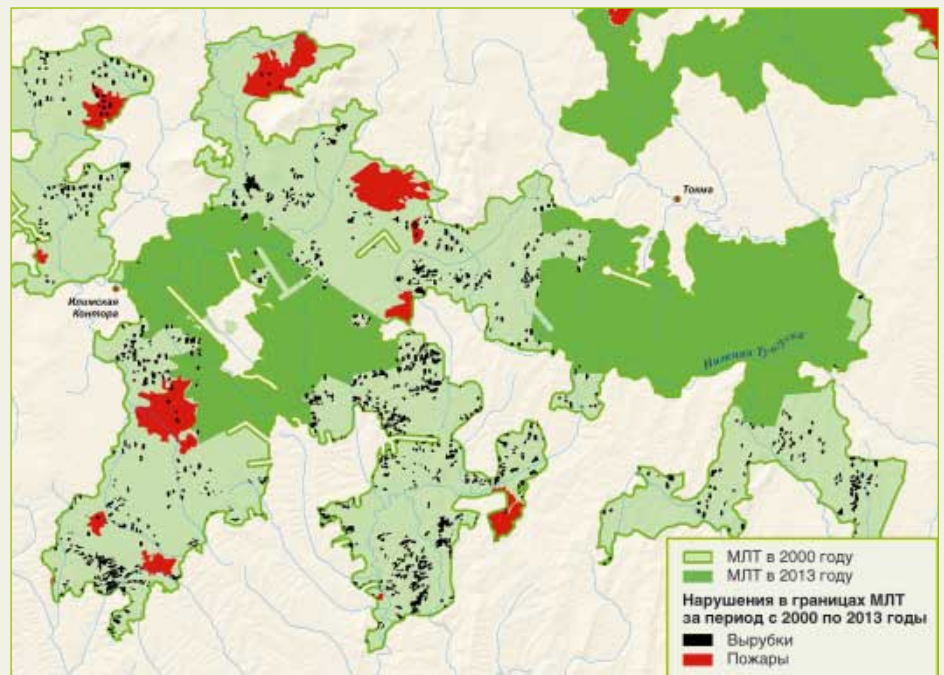 Токма
Илимская
Контора
Нижняя Тунгуска
МЛТ в 2000 году
МЛТ в 2013 году
Нарушения в границах МЛТ
за период с 2000 по 2013 годы
Вырубки
Пожары